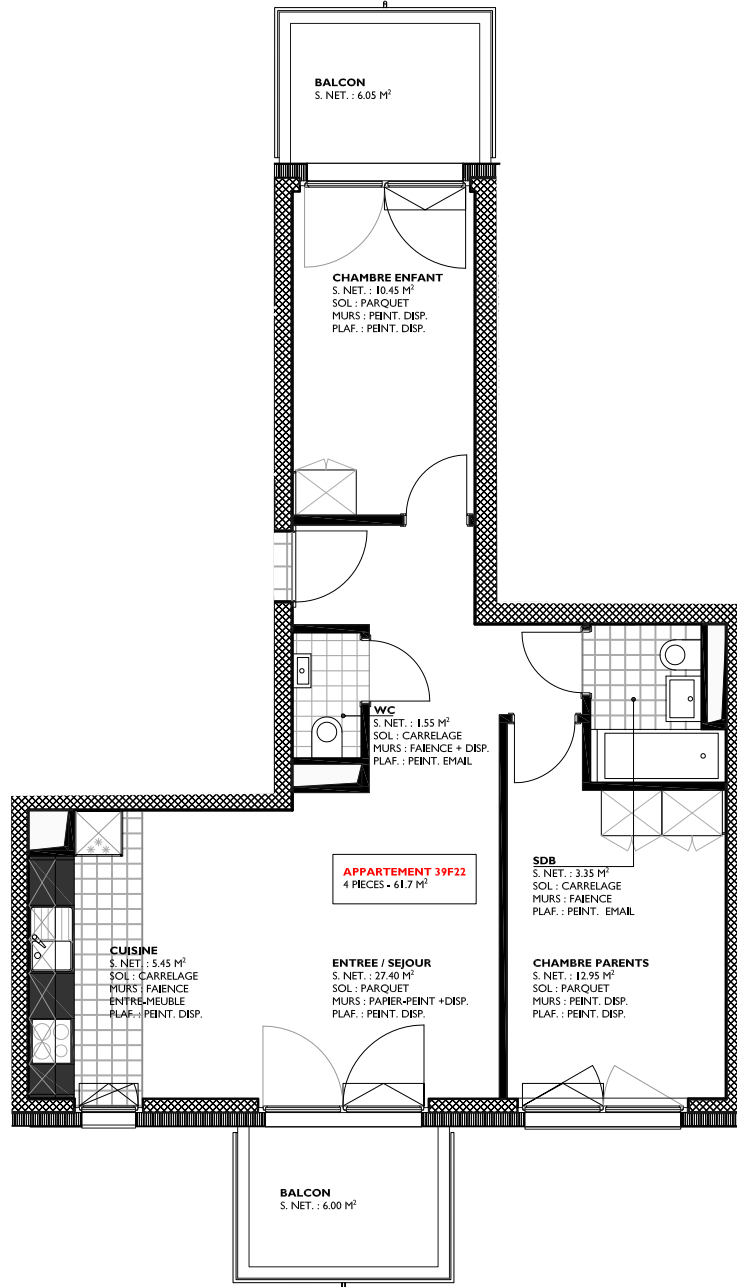 BALCON
S. NET. : 6.05 M²
CHAMBRE ENFANT
S. NET. : 10.45 M²
SOL : PARQUET
MURS : PEINT. DISP.
PLAF. : PEINT. DISP.
WC
S. NET. : 1.55 M²
SOL : CARRELAGE
MURS : FAIENCE + DISP.
PLAF. : PEINT. EMAIL
APPARTEMENT 39F22
4 PIECES - 61.7 M²
SDB
S. NET. : 3.35 M²
SOL : CARRELAGE
MURS : FAIENCE
PLAF. : PEINT. EMAIL
CUISINE
S. NET. : 5.45 M²
SOL : CARRELAGE
MURS : FAIENCE
ENTRE-MEUBLE
PLAF. : PEINT. DISP.
ENTREE / SEJOUR
S. NET. : 27.40 M²
SOL : PARQUET
MURS : PAPIER-PEINT +DISP.
PLAF. : PEINT. DISP.
CHAMBRE PARENTS
S. NET. : 12.95 M²
SOL : PARQUET
MURS : PEINT. DISP.
PLAF. : PEINT. DISP.
BALCON
S. NET. : 6.00 M²